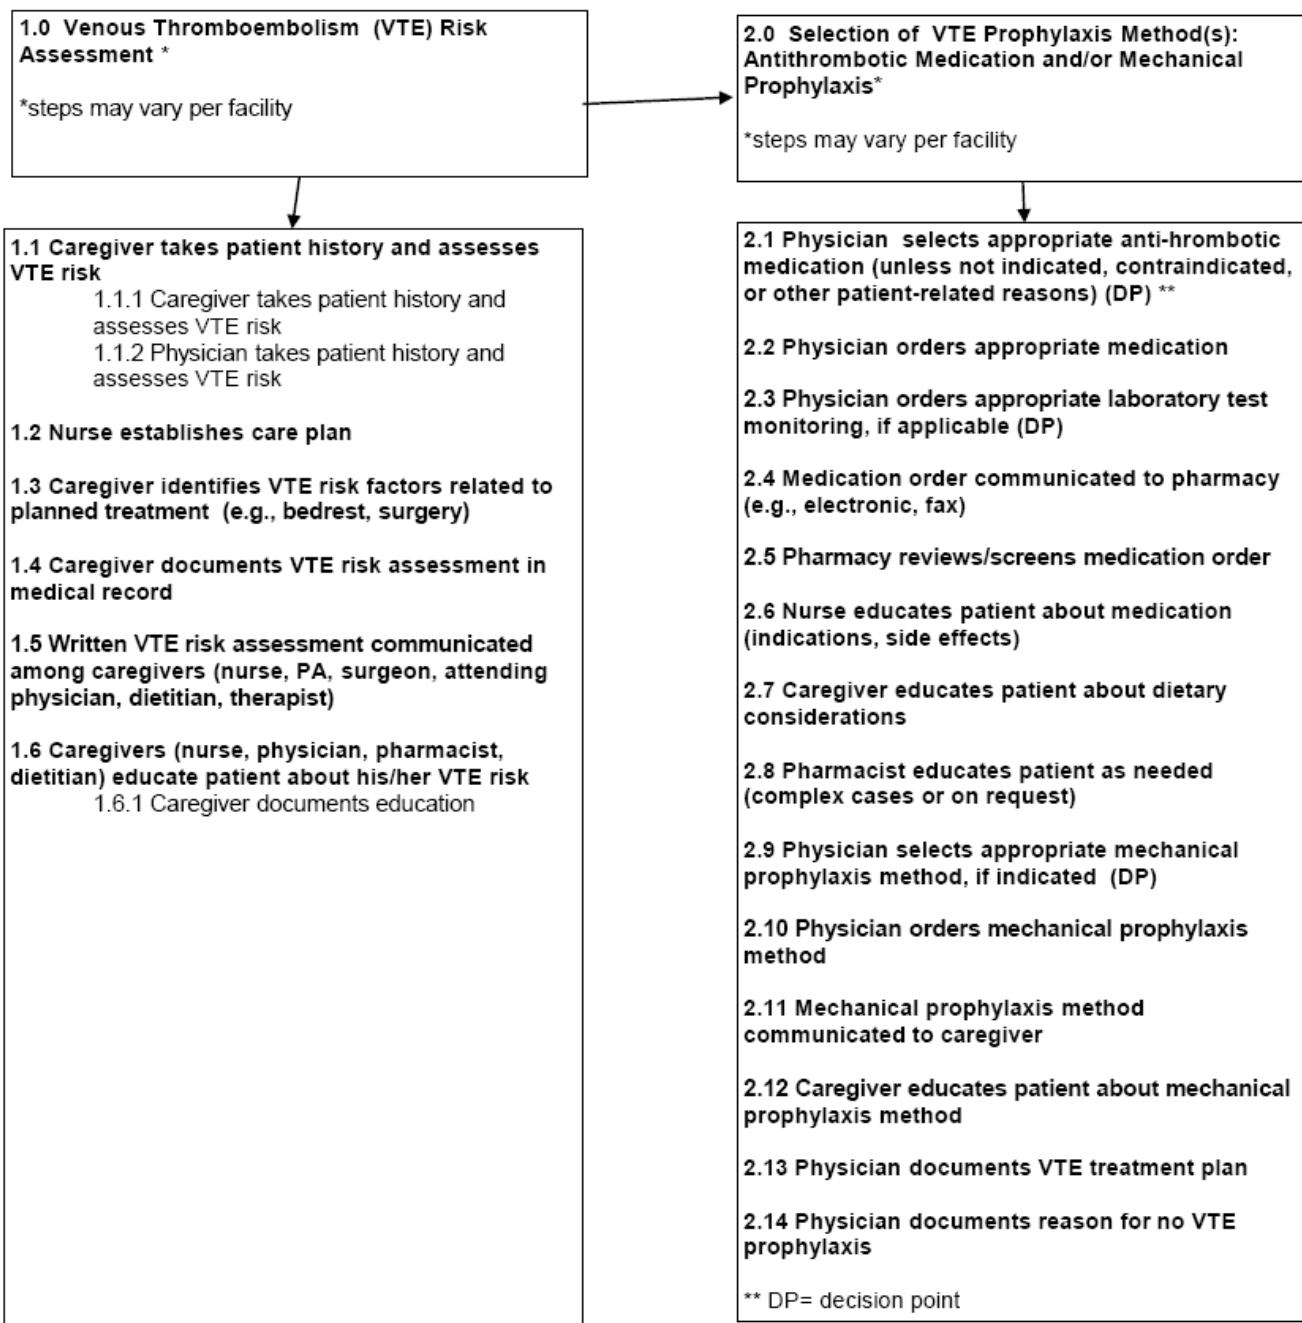 1.0  Venous Thromboembolism  (VTE) Risk
Assessment *
*steps may vary per facility
2.0  Selection of  VTE Prophylaxis Method(s):
Antithrombotic Medication and/or Mechanical
Prophylaxis*
*steps may vary per facility
1.1 Caregiver takes patient history and assesses
VTE risk
1.1.1 Caregiver takes patient history and
assesses VTE risk
1.1.2 Physician takes patient history and
assesses VTE risk
1.2 Nurse establishes care plan
1.3 Caregiver identifies VTE risk factors related to
planned treatment  (e.g., bedrest, surgery)
1.4 Caregiver documents VTE risk assessment in
medical record
1.5 Written VTE risk assessment communicated
among caregivers (nurse, PA, surgeon, attending
physician, dietitian, therapist)
1.6 Caregivers (nurse, physician, pharmacist,
dietitian) educate patient about his/her VTE risk
1.6.1 Caregiver documents education
2.1 Physician  selects appropriate anti-hrombotic
medication (unless not indicated, contraindicated,
or other patient-related reasons) (DP) **
2.2 Physician orders appropriate medication
2.3 Physician orders appropriate laboratory test
monitoring, if applicable (DP)
2.4 Medication order communicated to pharmacy
(e.g., electronic, fax)
2.5 Pharmacy reviews/screens medication order
2.6 Nurse educates patient about medication
(indications, side effects)
2.7 Caregiver educates patient about dietary
considerations
2.8 Pharmacist educates patient as needed
(complex cases or on request)
2.9 Physician selects appropriate mechanical
prophylaxis method, if indicated  (DP)
2.10 Physician orders mechanical prophylaxis
method
2.11 Mechanical prophylaxis method
communicated to caregiver
2.12 Caregiver educates patient about mechanical
prophylaxis method
2.13 Physician documents VTE treatment plan
2.14 Physician documents reason for no VTE
prophylaxis
** DP= decision point